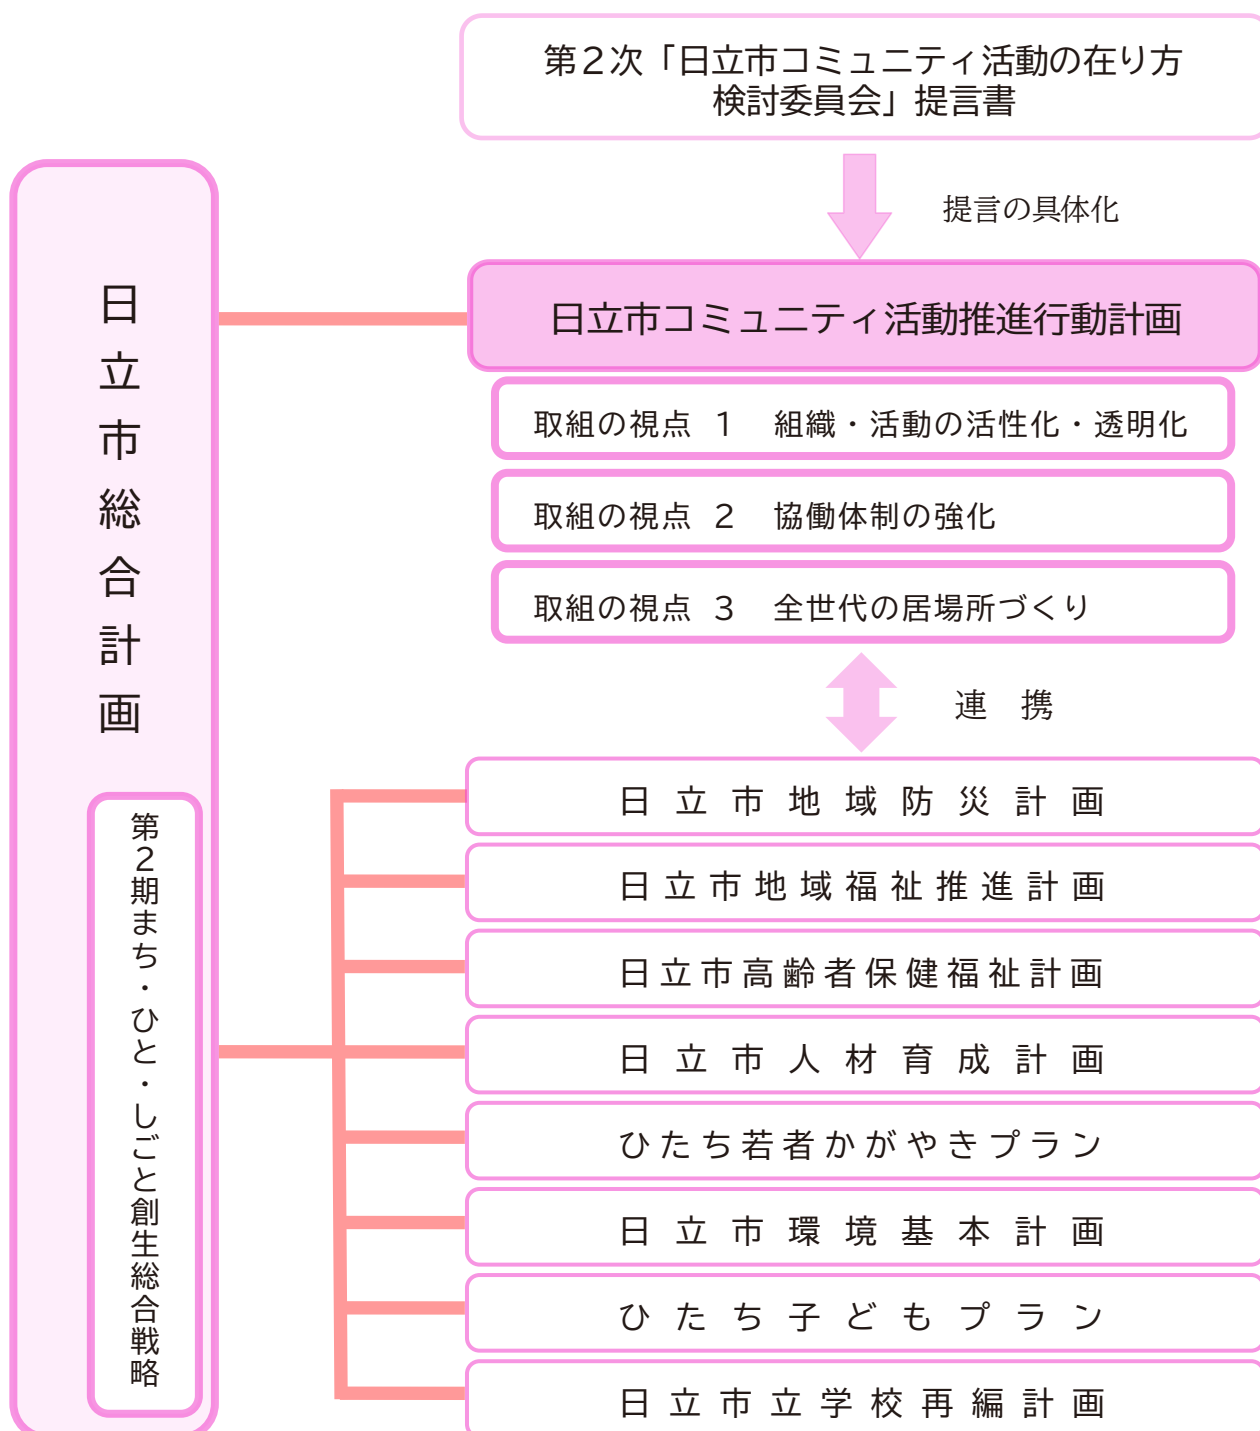 第２次「日立市コミュニティ活動の在り方
検討委員会」提言書
提言の具体化
日立市総合計画
日立市コミュニティ活動推進行動計画
取組の視点 １ 組織・活動の活性化・透明化
取組の視点 ２ 協働体制の強化
取組の視点 ３ 全世代の居場所づくり
連 携
第２期まち・ひと・しごと創生総合戦略
日立市地域防災計画
日立市地域福祉推進計画
日立市高齢者保健福祉計画
日立市人材育成計画
ひたち若者かがやきプラン
日立市環境基本計画
ひたち子どもプラン
日立市立学校再編計画